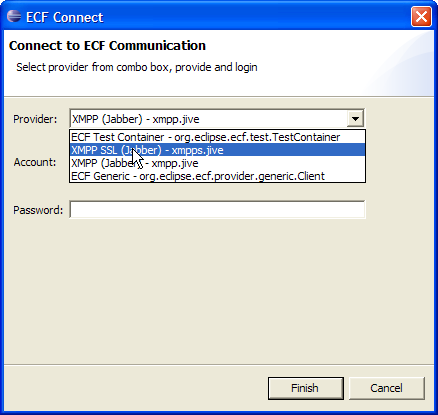 ECF Connect
Connect to ECF Communication
Select provider from combo box, provide and login
Provider: XMPP (Jabber) - xmpp.jive
ECF Test Container - org.eclipse.ecf.test.TestContainer
XMPP SSL (Jabber) - xmpps.jive
Account: XMPP (Jabber) - xmpp.jive
ECF Generic - org.eclipse.ecf.provider.generic.Client
Password:
Finish Cancel